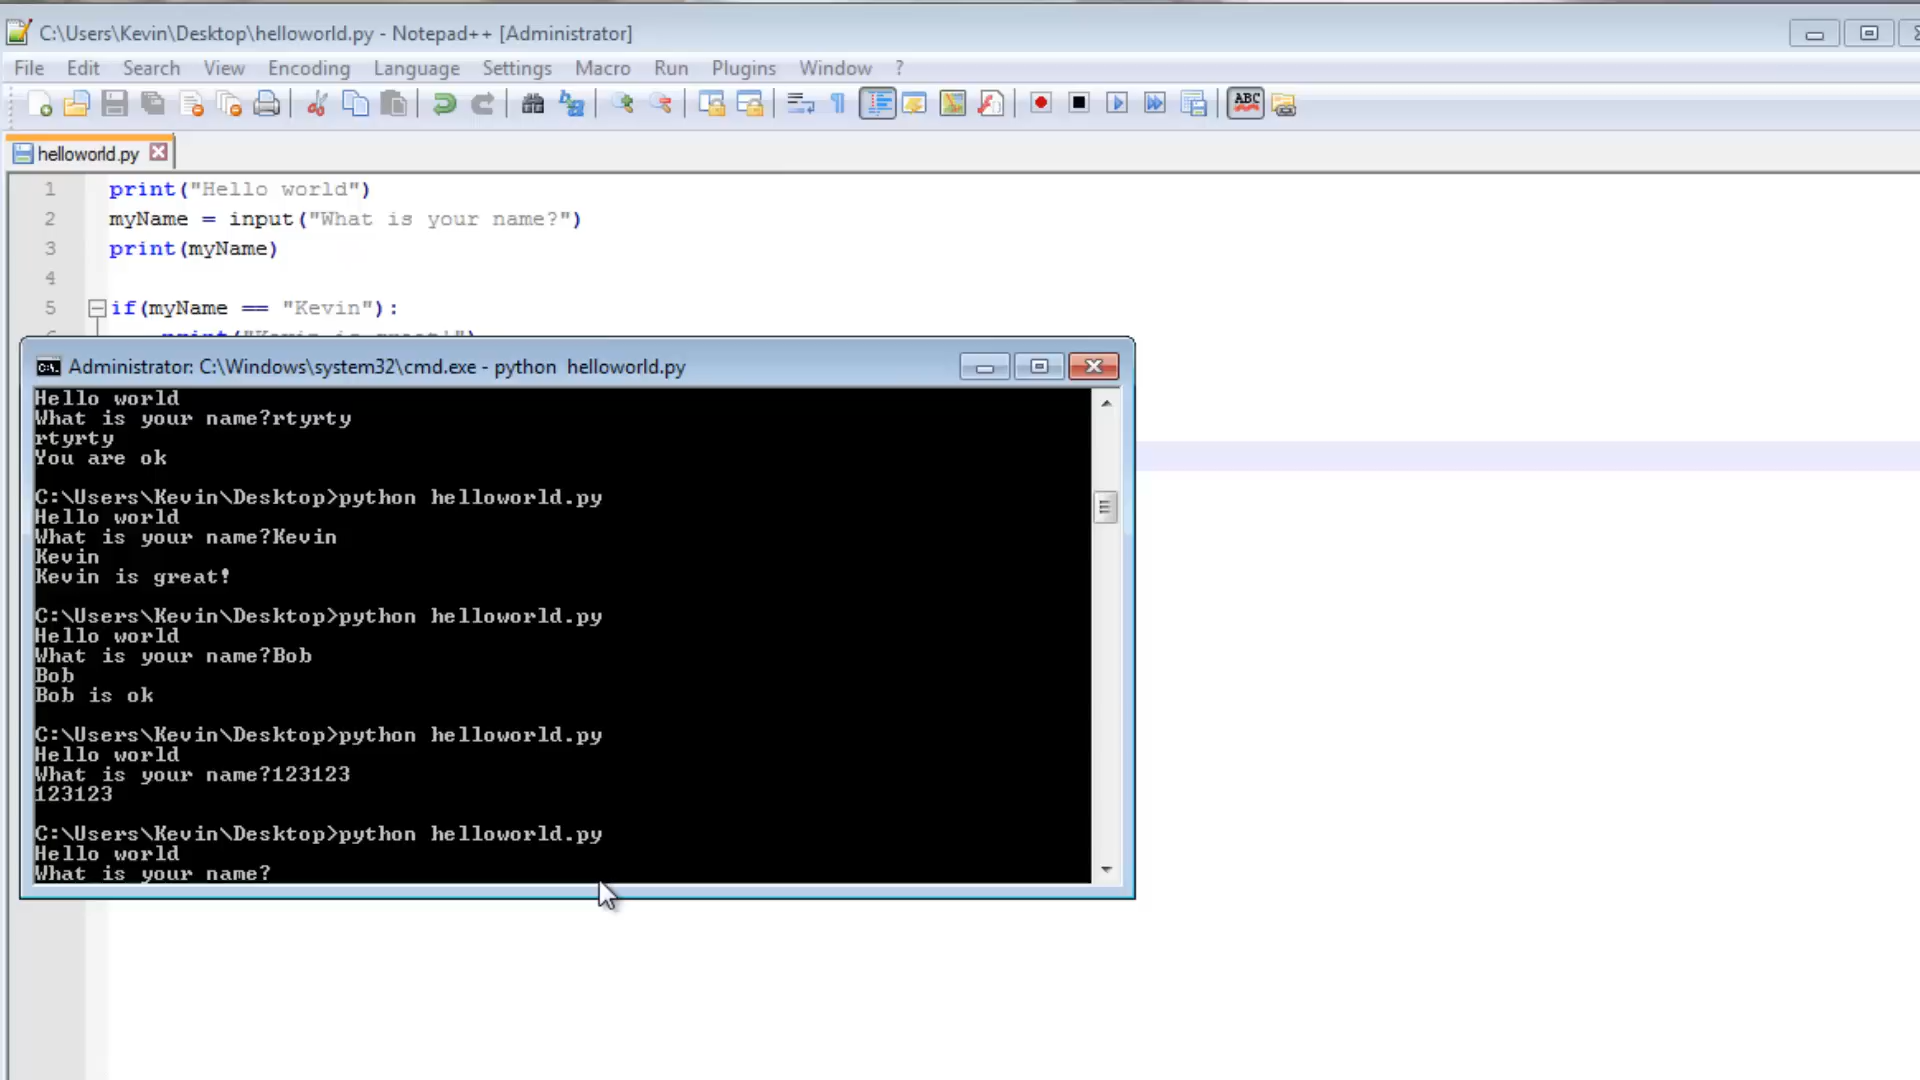 C:\Users\Kevin\Desktop\helloworld.py - Notepad++ [Administrator]
File Edit Search View Encoding Language Settings Macro Run Plugins Window ?
ABC
helloworld.py
1 print("Hello world")
2 myName = input("What is your name?")
3 print(myName)
4
5 if(myName == "Kevin"):
6 print("Kevin is great!")
Administrator: C:\Windows\system32\cmd.exe - python helloworld.py
Hello world
What is your name?rtyrty
rtyrty
You are ok
C:\Users\Kevin\Desktop>python helloworld.py
Hello world
What is your name?Kevin
Kevin
Kevin is great!
C:\Users\Kevin\Desktop>python helloworld.py
Hello world
What is your name?Bob
Bob
Bob is ok
C:\Users\Kevin\Desktop>python helloworld.py
Hello world
What is your name?123123
123123
C:\Users\Kevin\Desktop>python helloworld.py
Hello world
What is your name?